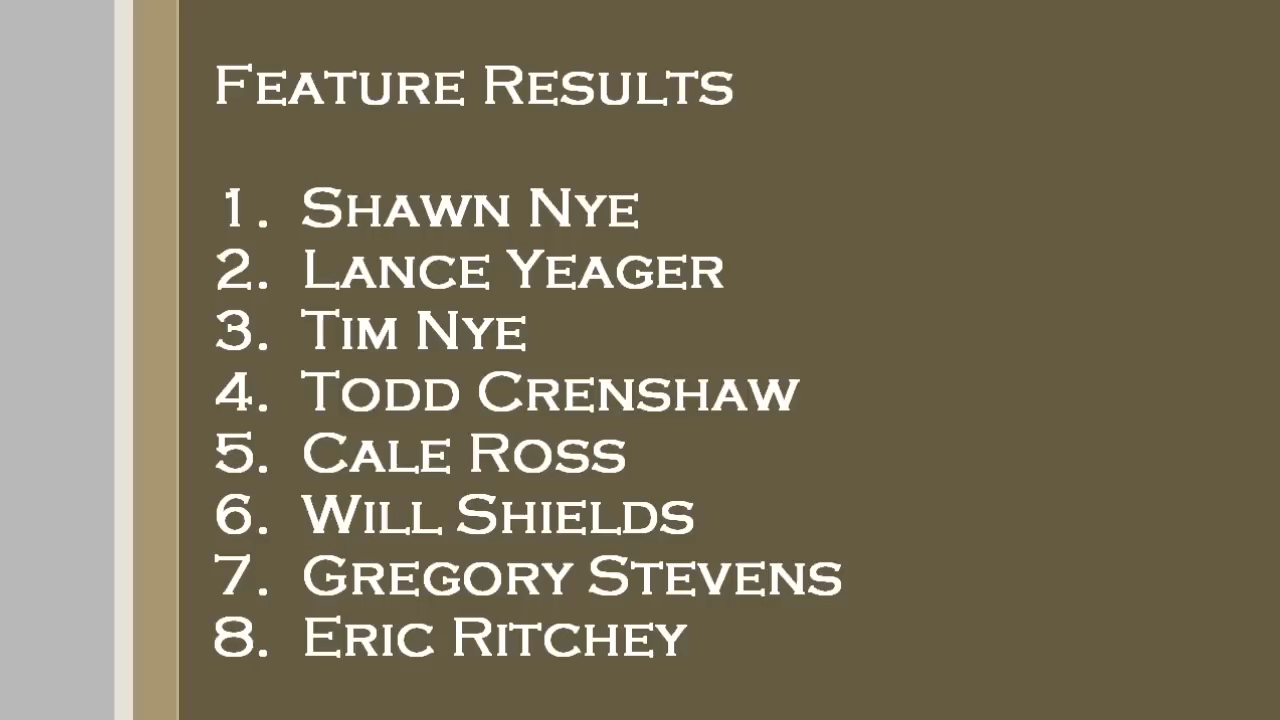 Feature Results
1. Shawn Nye
2. Lance Yeager
3. Tim Nye
4. Todd Crenshaw
5. Cale Ross
6. Will Shields
7. Gregory Stevens
8. Eric Ritchey